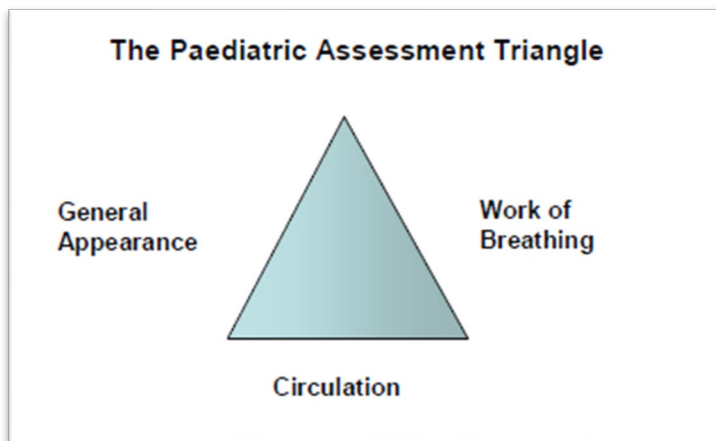 The Paediatric Assessment Triangle
General
Appearance
Work of
Breathing
Circulation